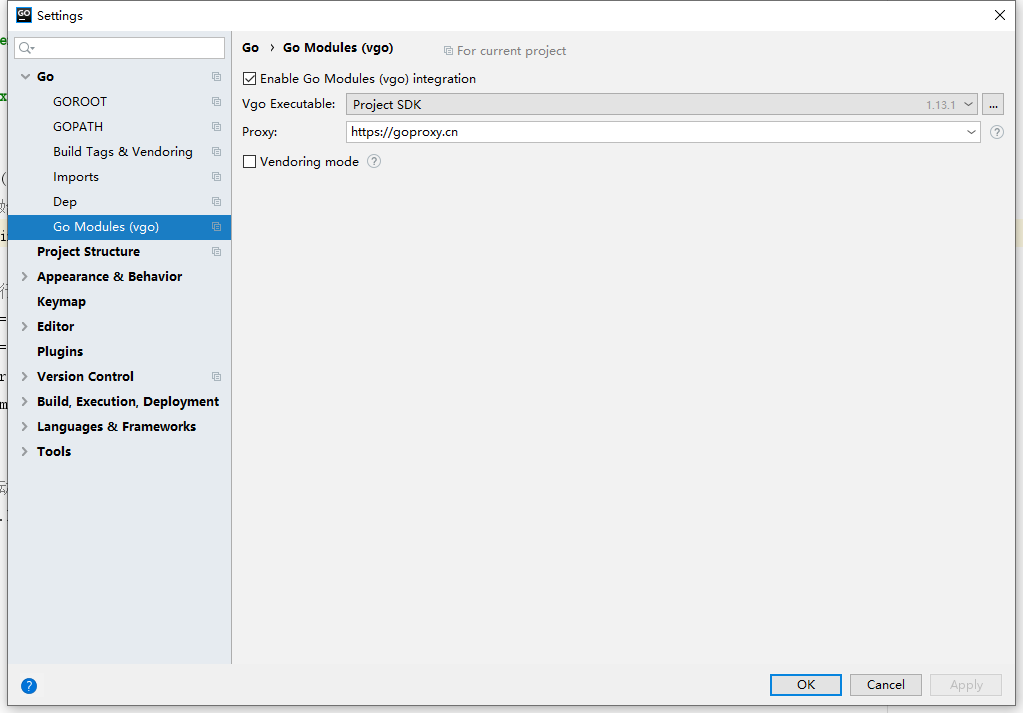 GO
Settings
Go
GOROOT
GOPATH
Build Tags & Vendoring
Imports
Dep
Go Modules (vgo)
Project Structure
Appearance & Behavior
Keymap
Editor
Plugins
Version Control
Build, Execution, Deployment
Languages & Frameworks
Tools
Go › Go Modules (vgo) For current project
Enable Go Modules (vgo) integration
Vgo Executable: Project SDK 1.13.1 ...
Proxy: https://goproxy.cn ?
Vendoring mode ?
? OK Cancel Apply